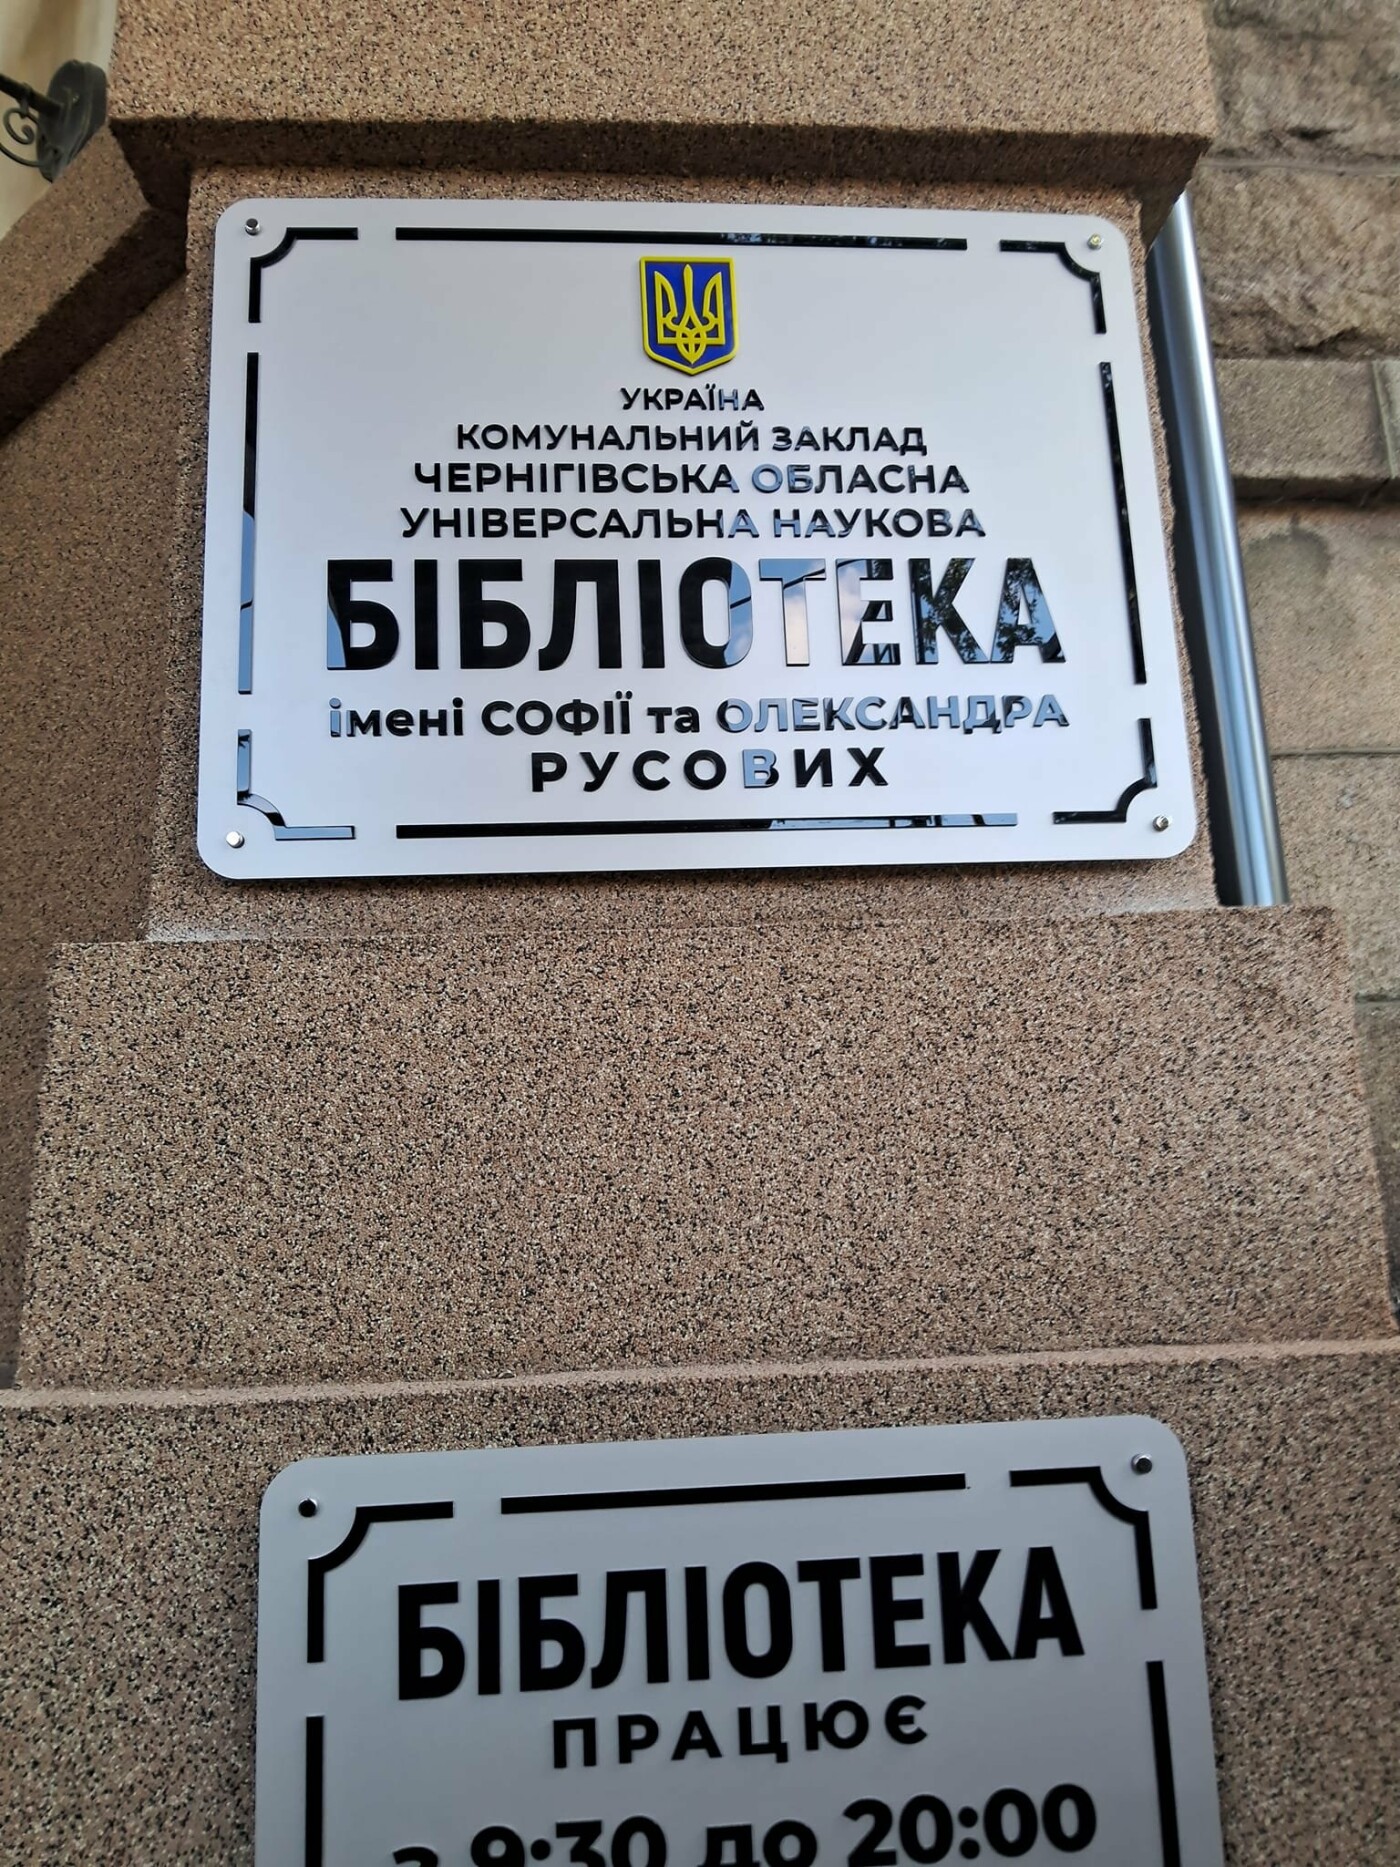 УКРАЇНА
КОМУНАЛЬНИЙ ЗАКЛАД
ЧЕРНІГІВСЬКА ОБЛАСНА
УНІВЕРСАЛЬНА НАУКОВА
БІБЛІОТЕКА
імені СОФІЇ та ОЛЕКСАНДРА
РУСОВИХ
БІБЛІОТЕКА
ПРАЦЮЄ
з 9:30 до 20:00